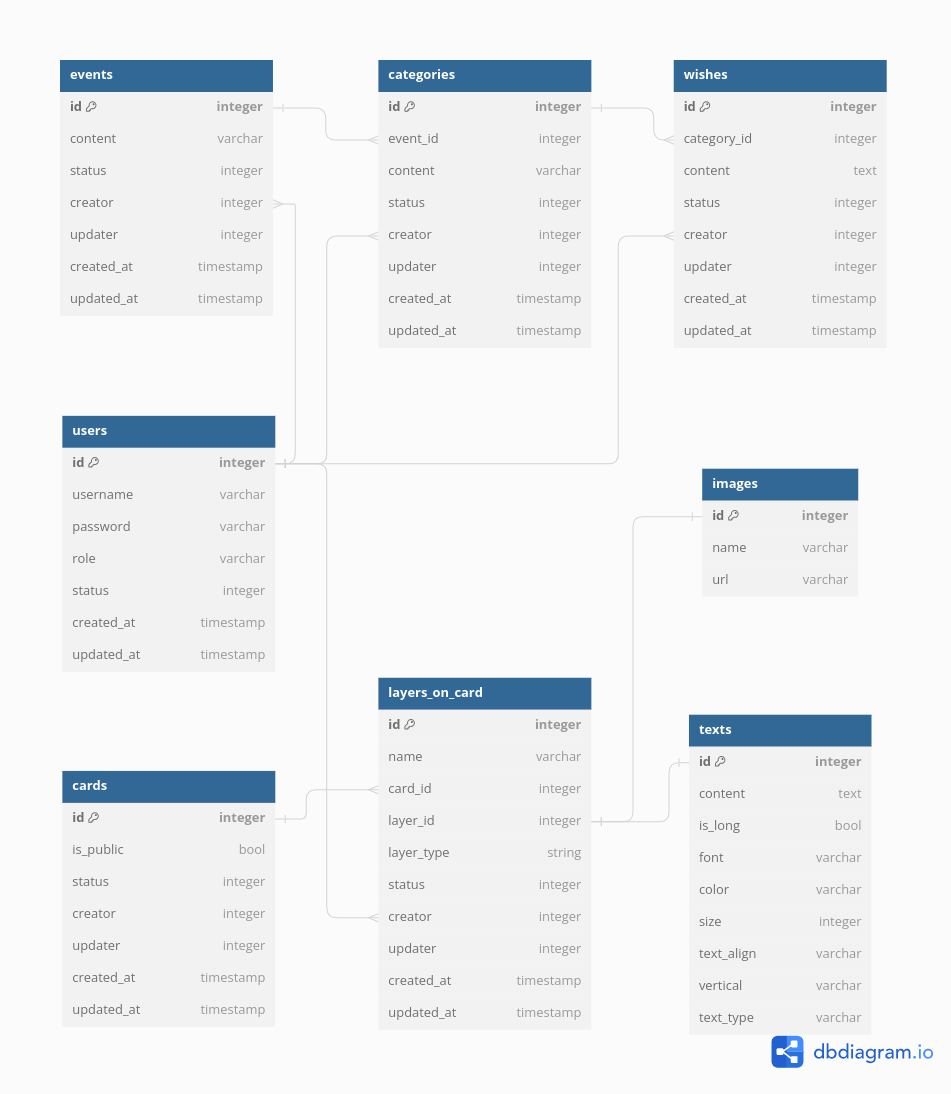 events
id integer
content varchar
status integer
creator integer
updater integer
created_at timestamp
updated_at timestamp
categories
id integer
event_id integer
content varchar
status integer
creator integer
updater integer
created_at timestamp
updated_at timestamp
wishes
id integer
category_id integer
content text
status integer
creator integer
updater integer
created_at timestamp
updated_at timestamp
users
id integer
username varchar
password varchar
role varchar
status integer
created_at timestamp
updated_at timestamp
images
id integer
name varchar
url varchar
layers_on_card
id integer
name varchar
card_id integer
layer_id integer
layer_type string
status integer
creator integer
updater integer
created_at timestamp
updated_at timestamp
texts
id integer
content text
is_long bool
font varchar
color varchar
size integer
text_align varchar
vertical varchar
text_type varchar
cards
id integer
is_public bool
status integer
creator integer
updater integer
created_at timestamp
updated_at timestamp
dbdiagram.io